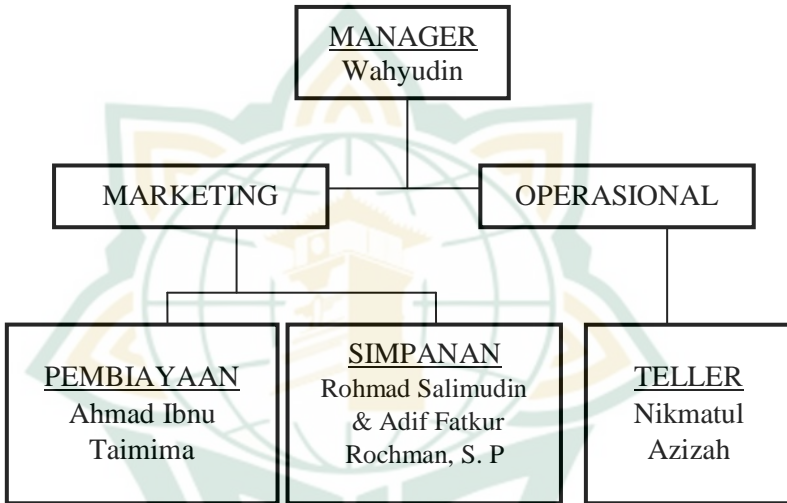 MANAGER
Wahyudin
MARKETING
OPERASIONAL
PEMBIAYAAN
Ahmad Ibnu
Taimima
SIMPANAN
Rohmad Salimudin
& Adif Fatkur
Rochman, S. P
TELLER
Nikmatul
Azizah